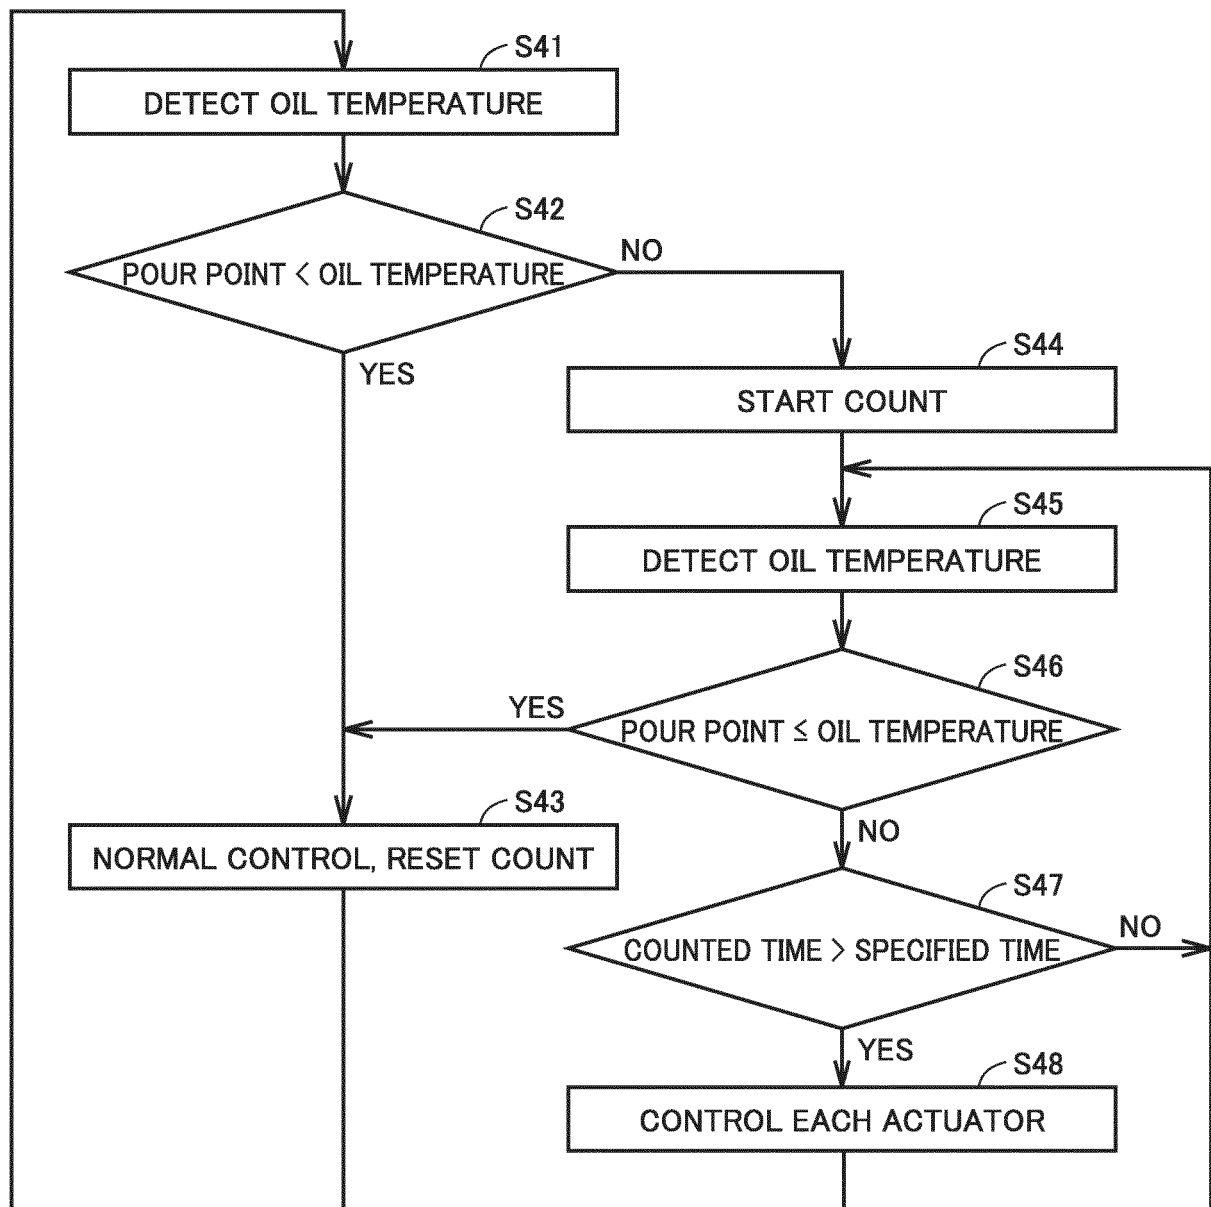 S41
DETECT OIL TEMPERATURE
S42
POUR POINT < OIL TEMPERATURE
NO
YES
S44
START COUNT
S45
DETECT OIL TEMPERATURE
S46
POUR POINT ≤ OIL TEMPERATURE
YES
NO
S43
NORMAL CONTROL, RESET COUNT
S47
COUNTED TIME > SPECIFIED TIME
NO
YES
S48
CONTROL EACH ACTUATOR